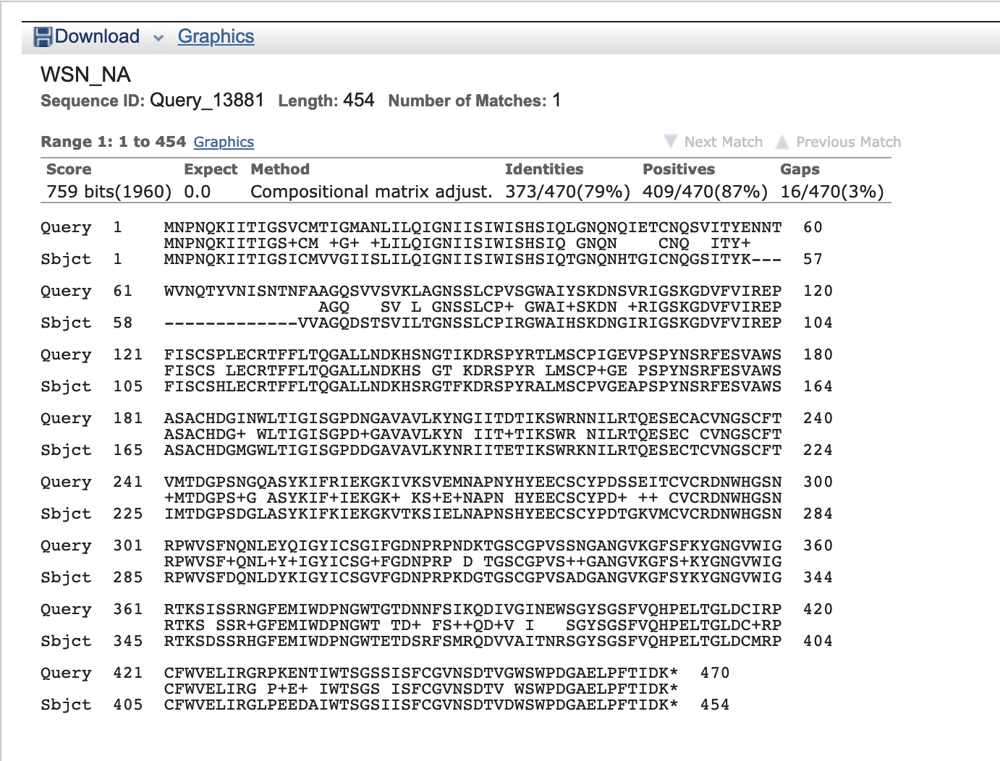 Download Graphics
WSN_NA
Sequence ID: Query_13881 Length: 454 Number of Matches: 1
Range 1: 1 to 454 Graphics Next Match Previous Match
Score Expect Method Identities Positives Gaps
759 bits(1960) 0.0 Compositional matrix adjust. 373/470(79%) 409/470(87%) 16/470(3%)
Query 1 MNPNQKIITIGSVCMTIGMANLILQIGNIISIWISHSIQLGNQNQIETCNQSVITYENNT 60
MNPNQKIITIGS+CM +G+ +LILQIGNIISIWISHSIQ GNQN CNQ ITY+
Sbjct 1 MNPNQKIITIGSICMVVGIISLILQIGNIISIWISHSIQTGNQNHTGICNQGSITYK--- 57
Query 61 WVNQTYVNISNTNFAAGQSVVSVKLAGNSSLCPVSGWAIYSKDNSVRIGSKGDVFVIREP 120
AGQ SV L GNSSLCP+ GWAI+SKDN +RIGSKGDVFVIREP
Sbjct 58 -------------VVAGQDSTSVILTGNSSLCPIRGWAIHSKDNGIRIGSKGDVFVIREP 104
Query 121 FISCSPLECRTFFLTQGALLNDKHSNGTIKDRSPYRTLMSCPIGEVPSPYNSRFESVAWS 180
FISCS LECRTFFLTQGALLNDKHS GT KDRSPYR LMSCP+GE PSPYNSRFESVAWS
Sbjct 105 FISCSHLECRTFFLTQGALLNDKHSRGTFKDRSPYRALMSCPVGEAPSPYNSRFESVAWS 164
Query 181 ASACHDGINWLTIGISGPDNGAVAVLKYNGIITDTIKSWRNNILRTQESECACVNGSCFT 240
ASACHDG+ WLTIGISGPD+GAVAVLKYN IIT+TIKSWR NILRTQESEC CVNGSCFT
Sbjct 165 ASACHDGMGWLTIGISGPDDGAVAVLKYNRIITETIKSWRKNILRTQESECTCVNGSCFT 224
Query 241 VMTDGPSNGQASYKIFRIEKGKIVKSVEMNAPNYHYEECSCYPDSSEITCVCRDNWHGSN 300
+MTDGPS+G ASYKIF+IEKGK+ KS+E+NAPN HYEECSCYPD+ ++ CVCRDNWHGSN
Sbjct 225 IMTDGPSDGLASYKIFKIEKGKVTKSIELNAPNSHYEECSCYPDTGKVMCVCRDNWHGSN 284
Query 301 RPWVSFNQNLEYQIGYICSGIFGDNPRPNDKTGSCGPVSSNGANGVKGFSFKYGNGVWIG 360
RPWVSF+QNL+Y+IGYICSG+FGDNPRP D TGSCGPVS++GANGVKGFS+KYGNGVWIG
Sbjct 285 RPWVSFDQNLDYKIGYICSGVFGDNPRPKDGTGSCGPVSADGANGVKGFSYKYGNGVWIG 344
Query 361 RTKSISSRNGFEMIWDPNGWTGTDNNFSIKQDIVGINEWSGYSGSFVQHPELTGLDCIRP 420
RTKS SSR+GFEMIWDPNGWT TD+ FS++QD+V I SGYSGSFVQHPELTGLDC+RP
Sbjct 345 RTKSDSSRHGFEMIWDPNGWTETDSRFSMRQDVVAITNRSGYSGSFVQHPELTGLDCMRP 404
Query 421 CFWVELIRGRPKENTIWTSGSSISFCGVNSDTVGWSWPDGAELPFTIDK* 470
CFWVELIRG P+E+ IWTSGS ISFCGVNSDTV WSWPDGAELPFTIDK*
Sbjct 405 CFWVELIRGLPEEDAIWTSGSIISFCGVNSDTVDWSWPDGAELPFTIDK* 454